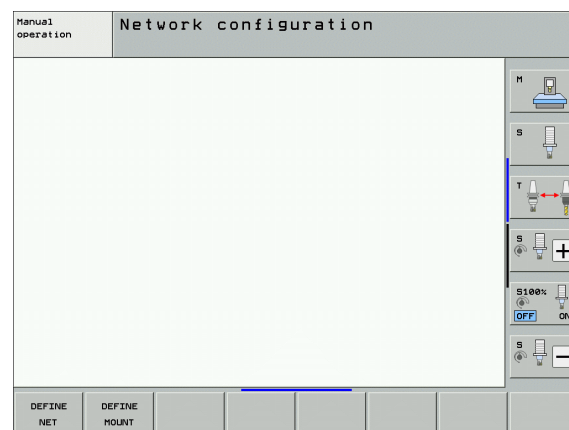 Manual
operation
Network configuration
M
S
T
S
S100%
OFF ON
S
DEFINE
NET
DEFINE
MOUNT